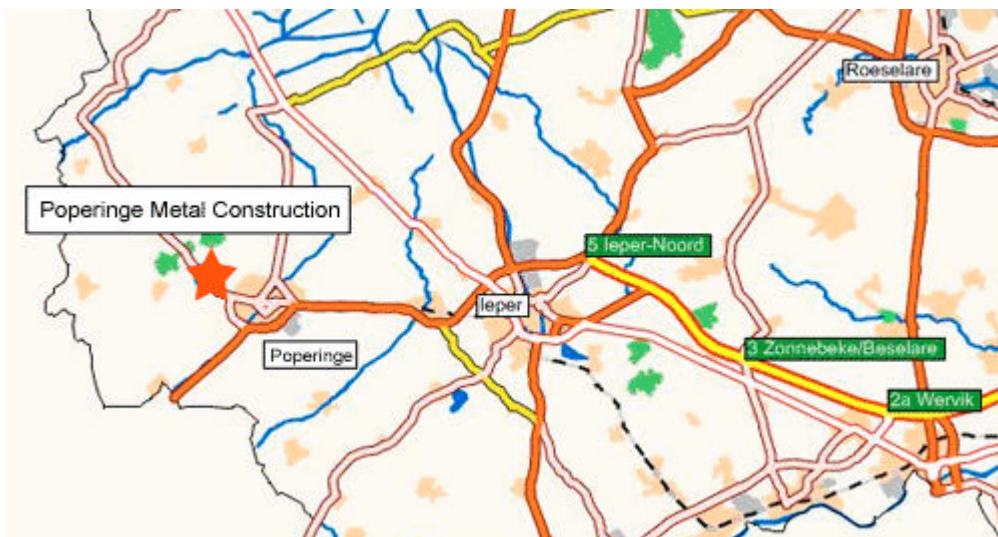 Roeselare
Poperinge Metal Construction
5 Ieper-Noord
Ieper
Poperinge
3 Zonnebeke/Beselare
2a Wervik